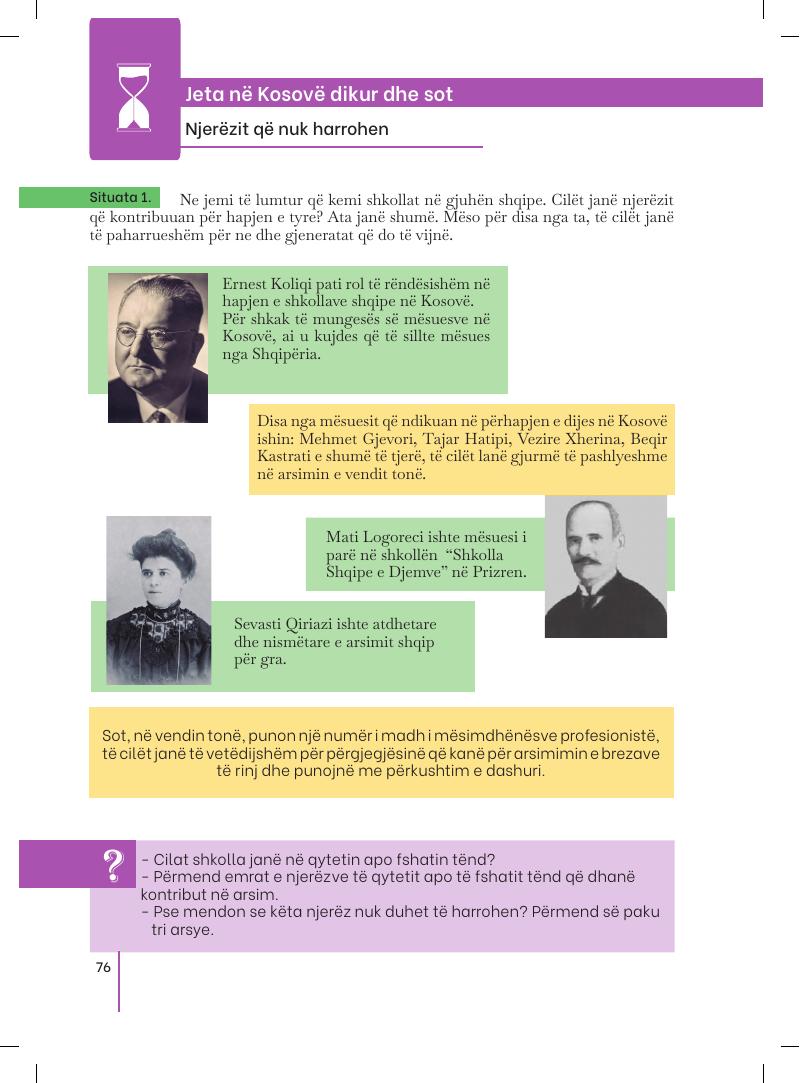 Jeta në Kosovë dikur dhe sot
Njerëzit që nuk harrohen
Situata 1. Ne jemi të lumtur që kemi shkollat në gjuhën shqipe. Cilët janë njerëzit
që kontribuuan për hapjen e tyre? Ata janë shumë. Mëso për disa nga ta, të cilët janë
të paharrueshëm për ne dhe gjeneratat që do të vijnë.
Ernest Koliqi pati rol të rëndësishëm në
hapjen e shkollave shqipe në Kosovë.
Për shkak të mungesës së mësuesve në
Kosovë, ai u kujdes që të sillte mësues
nga Shqipëria.
Disa nga mësuesit që ndikuan në përhapjen e dijes në Kosovë
ishin: Mehmet Gjevori, Tajar Hatipi, Vezire Xherina, Beqir
Kastrati e shumë të tjerë, të cilët lanë gjurmë të pashlyeshme
në arsimin e vendit tonë.
Mati Logoreci ishte mësuesi i
parë në shkollën “Shkolla
Shqipe e Djemve” në Prizren.
Sevasti Qiriazi ishte atdhetare
dhe nismëtare e arsimit shqip
për gra.
Sot, në vendin tonë, punon një numër i madh i mësimdhënësve profesionistë,
të cilët janë të vetëdijshëm për përgjegjësinë që kanë për arsimimin e brezave
të rinj dhe punojnë me përkushtim e dashuri.
?
- Cilat shkolla janë në qytetin apo fshatin tënd?
- Përmend emrat e njerëzve të qytetit apo të fshatit tënd që dhanë
kontribut në arsim.
- Pse mendon se këta njerëz nuk duhet të harrohen? Përmend së paku
tri arsye.
76